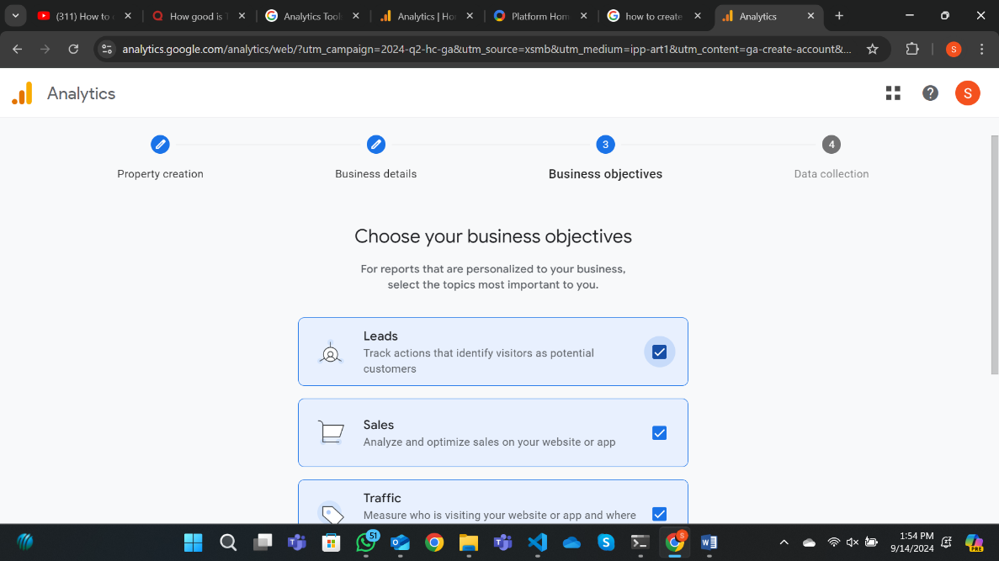 (311) How to
How good is
Analytics Tool
Analytics | Ho
Platform Hom
how to create
Analytics
analytics.google.com/analytics/web/?utm_campaign=2024-q2-hc-ga&utm_source=xsmb&utm_medium=ipp-art1&utm_content=ga-create-account&...
S
Analytics
S
3
4
Property creation
Business details
Business objectives
Data collection
Choose your business objectives
For reports that are personalized to your business,
select the topics most important to you.
Leads
Track actions that identify visitors as potential
customers
Sales
Analyze and optimize sales on your website or app
Traffic
Measure who is visiting your website or app and where
51
S
1:54 PM
9/14/2024
PRE